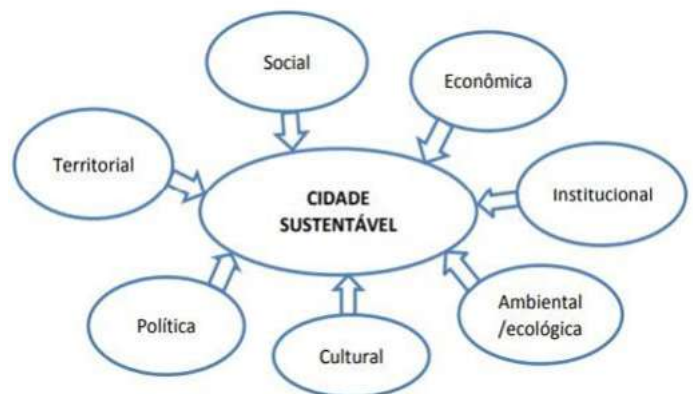 Social
Econômica
Territorial
CIDADE
SUSTENTÁVEL
Institucional
Política
Cultural
Ambiental
/ecológica